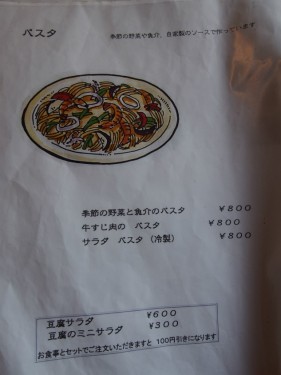 パスタ 季節の野菜や魚介、自家製のソースで作っています
季節の野菜と魚介のパスタ ￥８００
牛すじ肉の パスタ ￥８００
サラダ パスタ（冷製） ￥８００
豆腐サラダ ￥６００
豆腐のミニサラダ ￥３００
お食事とセットでご注文いただきますと 100円引きになります